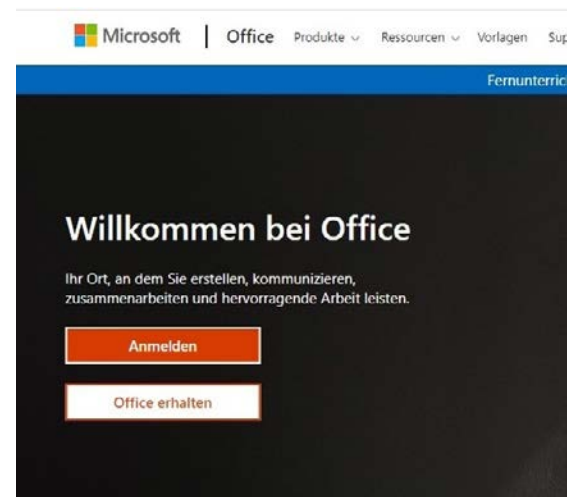 Microsoft | Office Produkte Ressourcen Vorlagen
Willkommen bei Office
Ihr Ort, an dem Sie erstellen, kommunizieren,
zusammenarbeiten und hervorragende Arbeit leisten.
Anmelden
Office erhalten